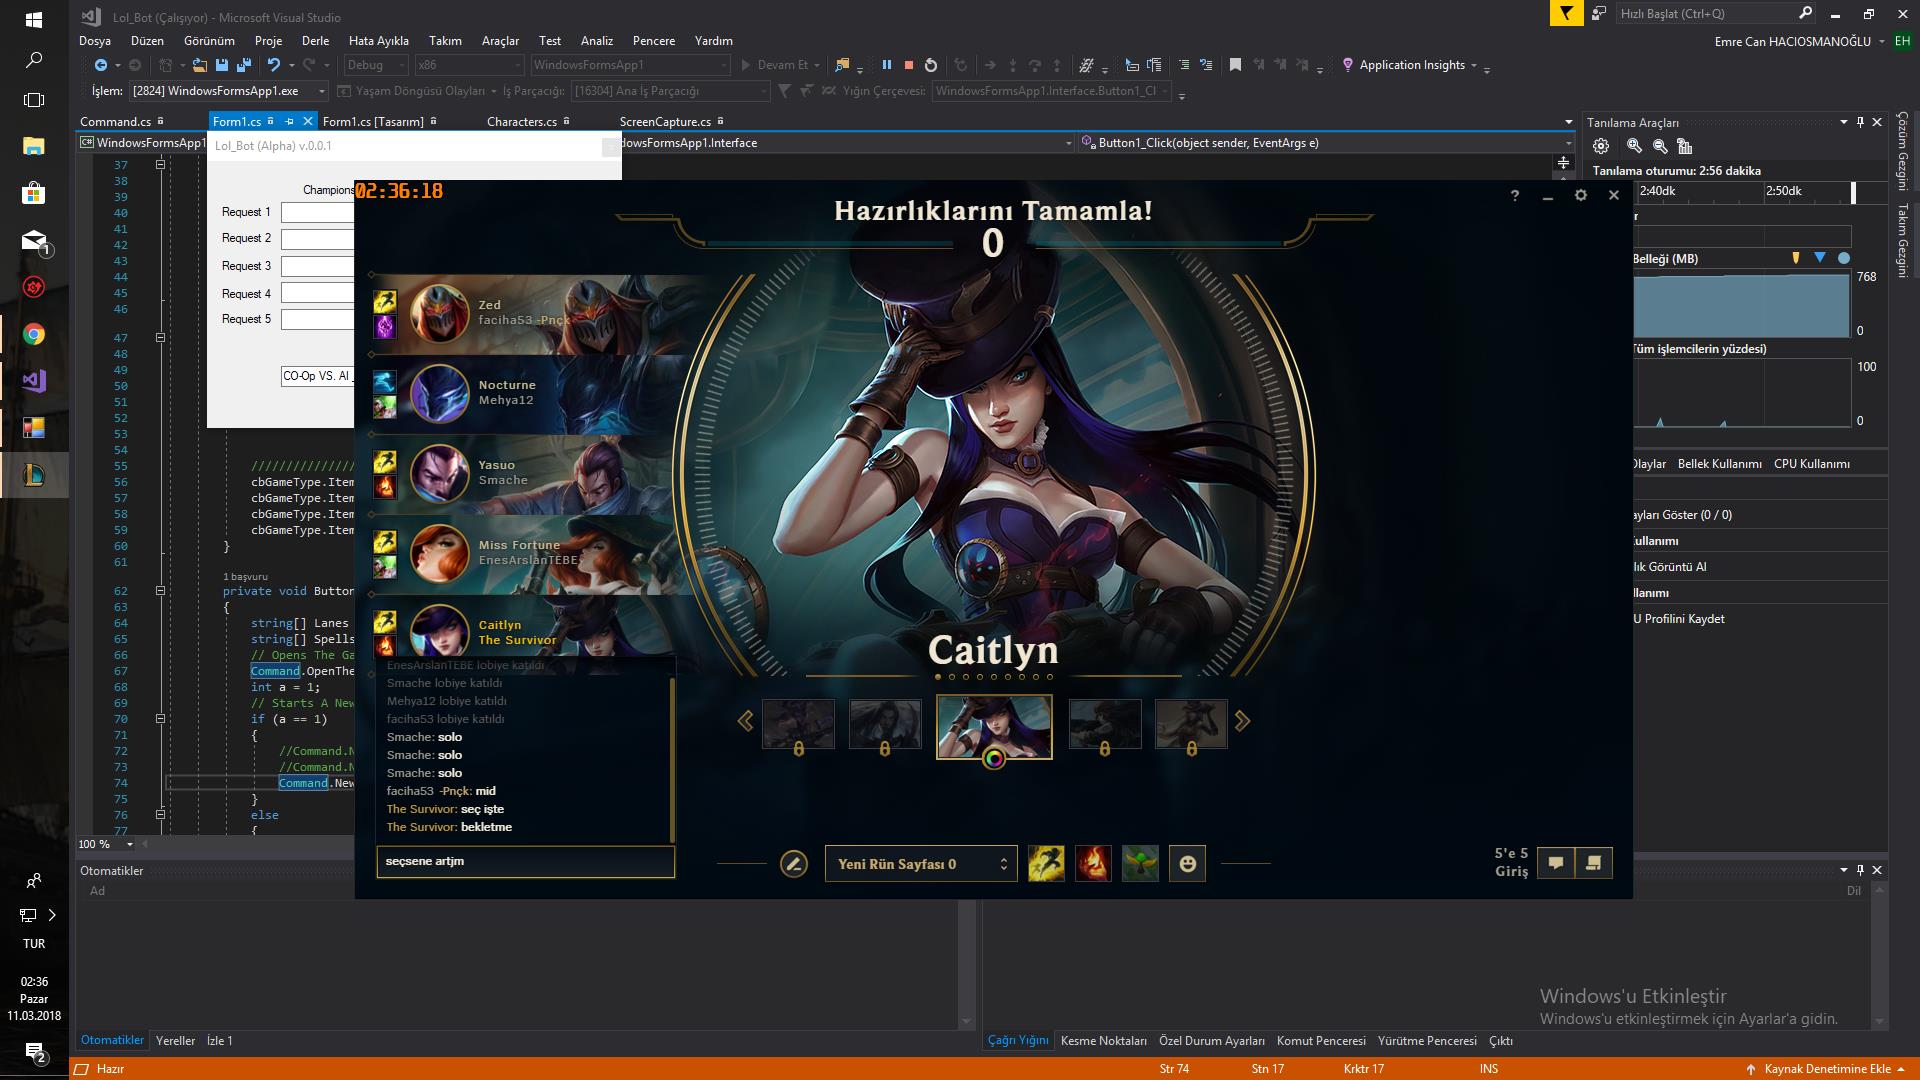 Lol_Bot (Çalışıyor) - Microsoft Visual Studio
Hızlı Başlat (Ctrl+Q)
Dosya Düzen Görünüm Proje Derle Hata Ayıkla Takım Araçlar Test Analiz Pencere Yardım
Emre Can HACIOSMANOĞLU EH
Debug x86 WindowsFormsApp1 Devam Et Application Insights
İşlem: [2824] WindowsFormsApp1.exe Yaşam Döngüsü Olayları İş Parçacığı: [16304] Ana İş Parçacığı Yığın Çerçevesi: WindowsFormsApp1.Interface.Button1_Cl
Command.cs Form1.cs Form1.cs [Tasarım] Characters.cs ScreenCapture.cs
C# WindowsFormsApp1 dowsFormsApp1.Interface Button1_Click(object sender, EventArgs e)
Lol_Bot (Alpha) v.0.0.1
Champions
Request 1
Request 2
Request 3
Request 4
Request 5
CO-Op VS. AI
37
38
39
40
41
42
43
44
45
46
47
48
49
50
51
52
53
54
55 ///////////////
56 cbGameType.Item
57 cbGameType.Item
58 cbGameType.Item
59 cbGameType.Item
60 }
61
1 başvuru
62 private void Button
63 {
64 string[] Lanes
65 string[] Spells
66 // Opens The Ga
67 Command.OpenThe
68 int a = 1;
69 // Starts A New
70 if (a == 1)
71 {
72 //Command.N
73 //Command.N
74 Command.New
75 }
76 else
77 {
100 %
02:36:18
Hazırlıklarını Tamamla!
0
Zed
faciha53 -Pnçk
Nocturne
Mehya12
Yasuo
Smache
Miss Fortune
EnesArslanTEBE
Caitlyn
The Survivor
EnesArslanTEBE lobiye katıldı
Smache lobiye katıldı
Mehya12 lobiye katıldı
faciha53 lobiye katıldı
Smache: solo
Smache: solo
Smache: solo
faciha53 -Pnçk: mid
The Survivor: seç işte
The Survivor: bekletme
seçsene artjm
Caitlyn
Yeni Rün Sayfası 0
5'e 5
Giriş
Tanılama Araçları
Tanılama oturumu: 2:56 dakika
2:40dk 2:50dk
r
Belleği (MB)
768
0
Tüm işlemcilerin yüzdesi)
100
0
Olaylar Bellek Kullanımı CPU Kullanımı
ayları Göster (0 / 0)
ullanımı
lık Görüntü Al
llanımı
U Profilini Kaydet
Çözüm Gezgini
Takım Gezgini
Otomatikler
Ad
Dil
Otomatikler Yereller İzle 1
Çağrı Yığını Kesme Noktaları Özel Durum Ayarları Komut Penceresi Yürütme Penceresi Çıktı
Windows'u Etkinleştir
Windows'u etkinleştirmek için Ayarlar'a gidin.
Hazır Str 74 Stn 17 Krktr 17 INS Kaynak Denetimine Ekle
1
TUR
02:36
Pazar
11.03.2018
2